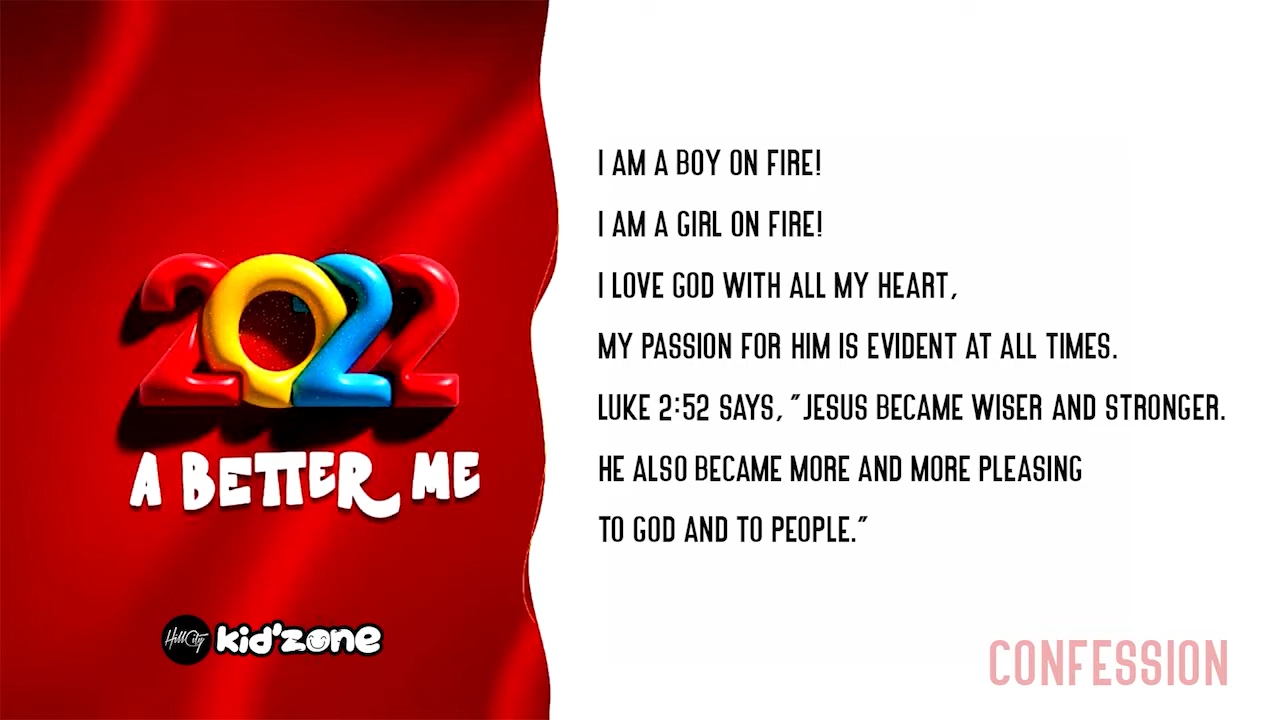 2022
A BETTER ME
HillCity kid'zone
I AM A BOY ON FIRE!
I AM A GIRL ON FIRE!
I LOVE GOD WITH ALL MY HEART,
MY PASSION FOR HIM IS EVIDENT AT ALL TIMES.
LUKE 2:52 SAYS, "JESUS BECAME WISER AND STRONGER.
HE ALSO BECAME MORE AND MORE PLEASING
TO GOD AND TO PEOPLE."
CONFESSION